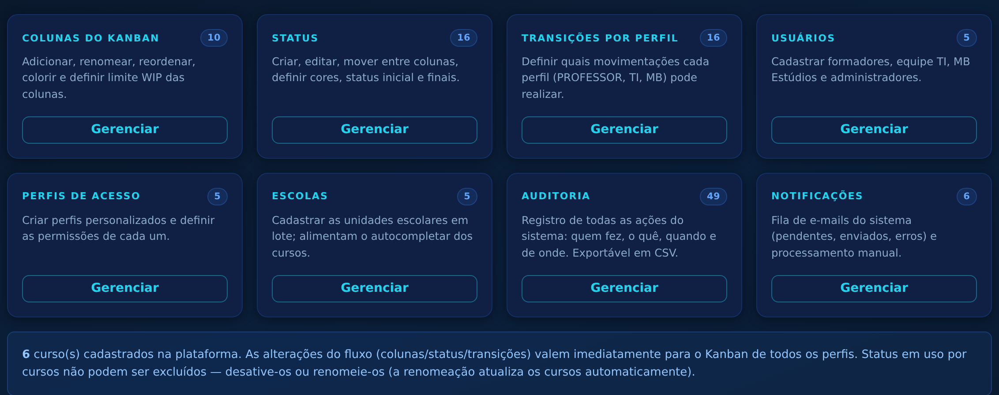 COLUNAS DO KANBAN 10
Adicionar, renomear, reordenar,
colorir e definir limite WIP das
colunas.
Gerenciar
STATUS 16
Criar, editar, mover entre colunas,
definir cores, status inicial e finais.
Gerenciar
TRANSIÇÕES POR PERFIL 16
Definir quais movimentações cada
perfil (PROFESSOR, TI, MB) pode
realizar.
Gerenciar
USUÁRIOS 5
Cadastrar formadores, equipe TI, MB
Estúdios e administradores.
Gerenciar
PERFIS DE ACESSO 5
Criar perfis personalizados e definir
as permissões de cada um.
Gerenciar
ESCOLAS 5
Cadastrar as unidades escolares em
lote; alimentam o autocompletar dos
cursos.
Gerenciar
AUDITORIA 49
Registro de todas as ações do
sistema: quem fez, o quê, quando e
de onde. Exportável em CSV.
Gerenciar
NOTIFICAÇÕES 6
Fila de e-mails do sistema
(pendentes, enviados, erros) e
processamento manual.
Gerenciar
6 curso(s) cadastrados na plataforma. As alterações do fluxo (colunas/status/transições) valem imediatamente para o Kanban de todos os perfis. Status em uso por
cursos não podem ser excluídos — desative-os ou renomeie-os (a renomeação atualiza os cursos automaticamente).